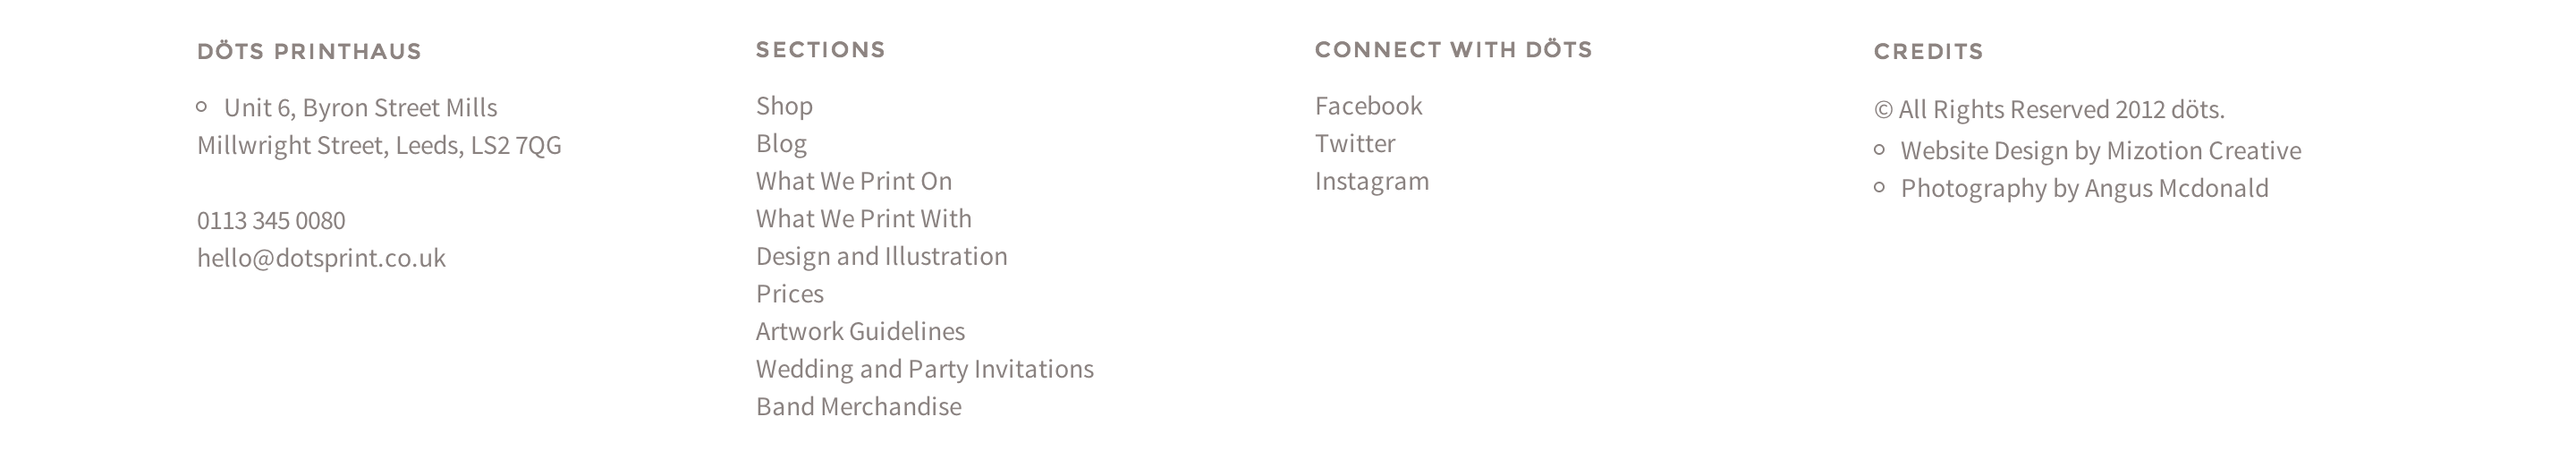 DÖTS PRINTHAUS
Unit 6, Byron Street Mills
Millwright Street, Leeds, LS2 7QG
0113 345 0080
hello@dotsprint.co.uk
SECTIONS
Shop
Blog
What We Print On
What We Print With
Design and Illustration
Prices
Artwork Guidelines
Wedding and Party Invitations
Band Merchandise
CONNECT WITH DÖTS
Facebook
Twitter
Instagram
CREDITS
© All Rights Reserved 2012 döts.
Website Design by Mizotion Creative
Photography by Angus Mcdonald